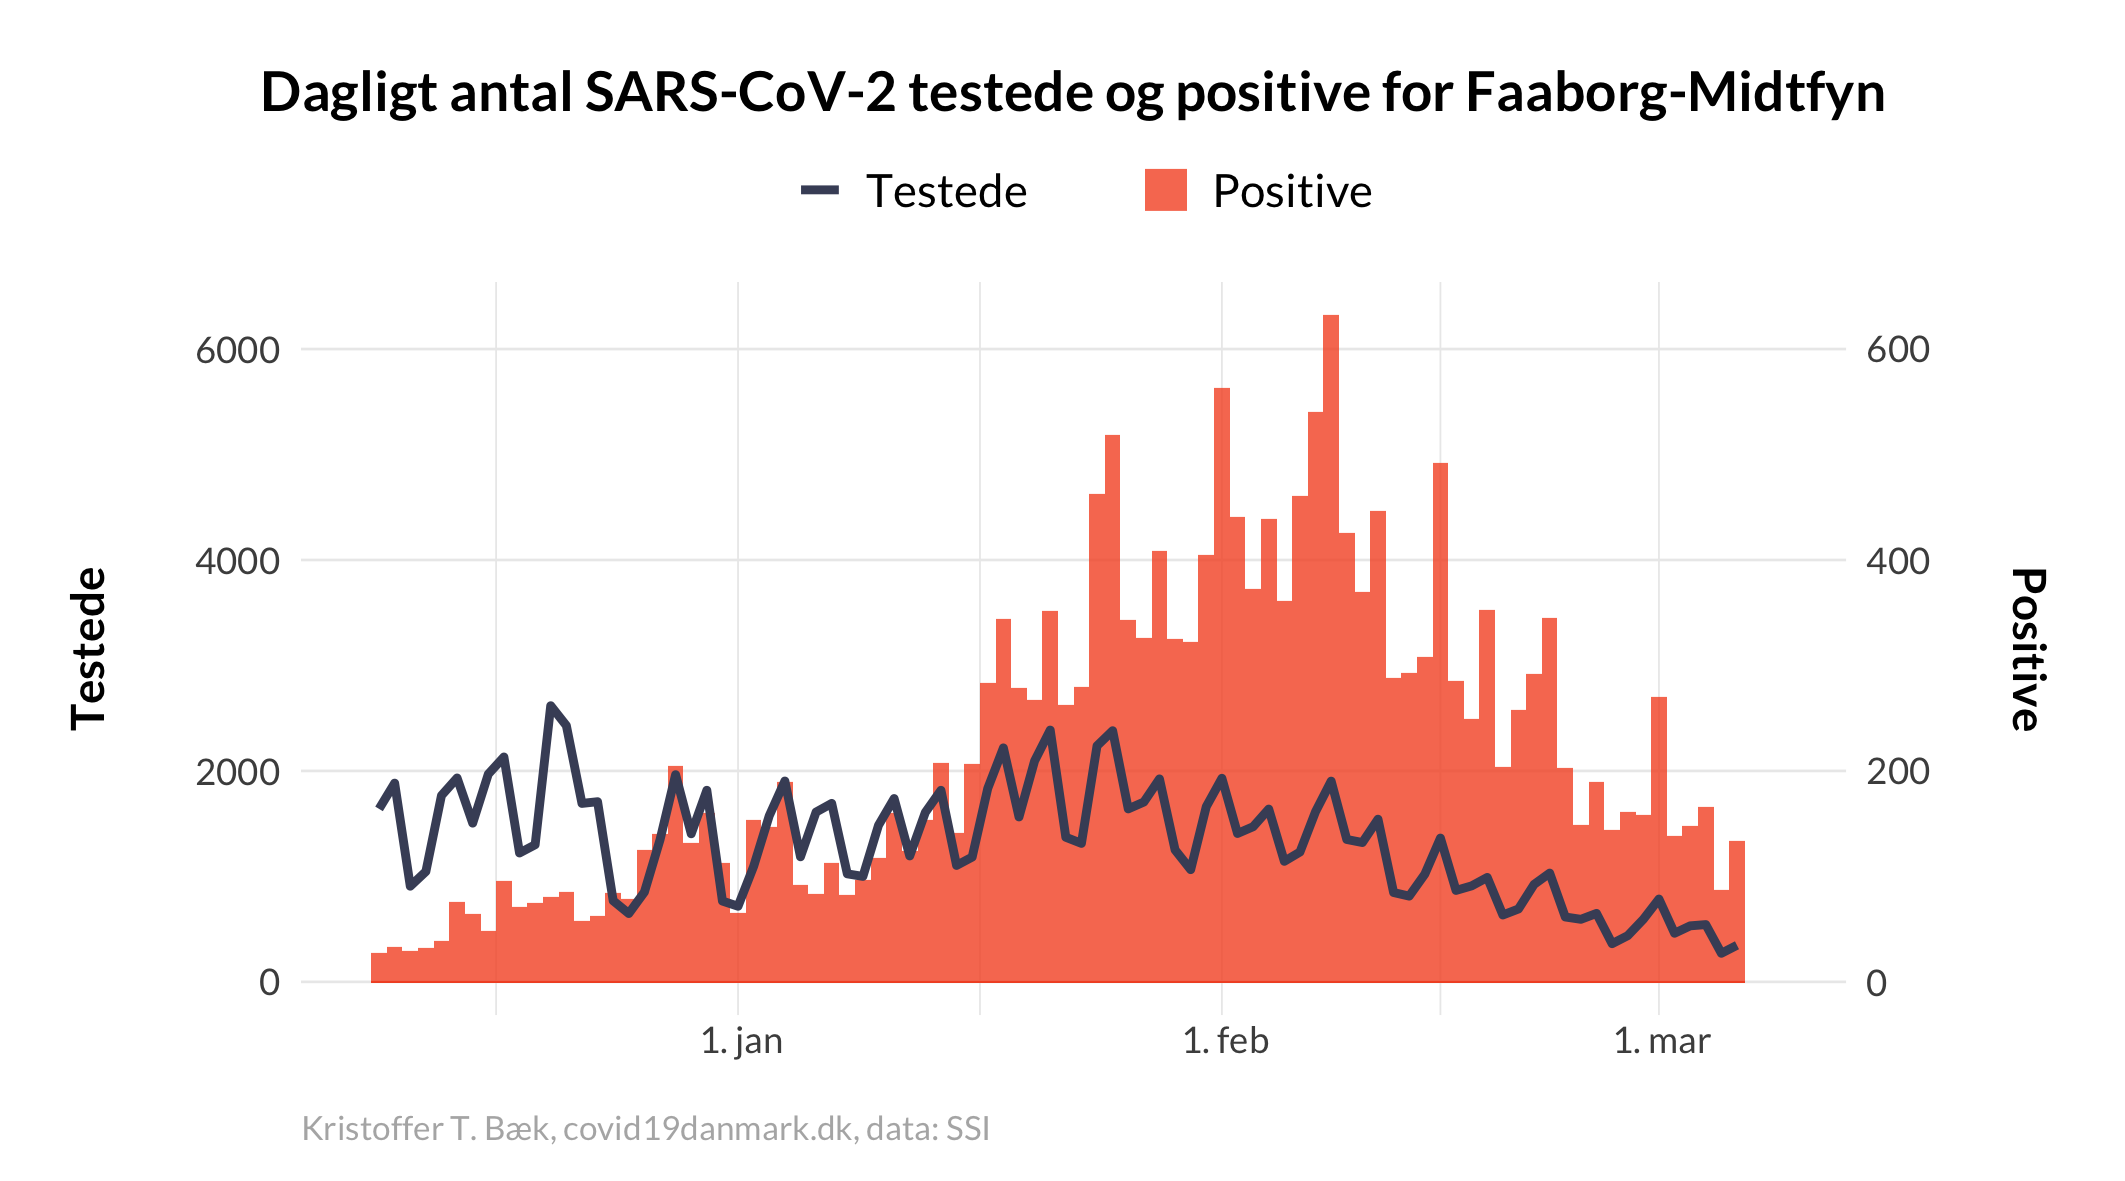 Dagligt antal SARS-CoV-2 testede og positive for Faaborg-Midtfyn
Testede
Positive
6000
4000
2000
0
Testede
600
400
200
0
Positive
1. jan
1. feb
1. mar
Kristoffer T. Bæk, covid19danmark.dk, data: SSI